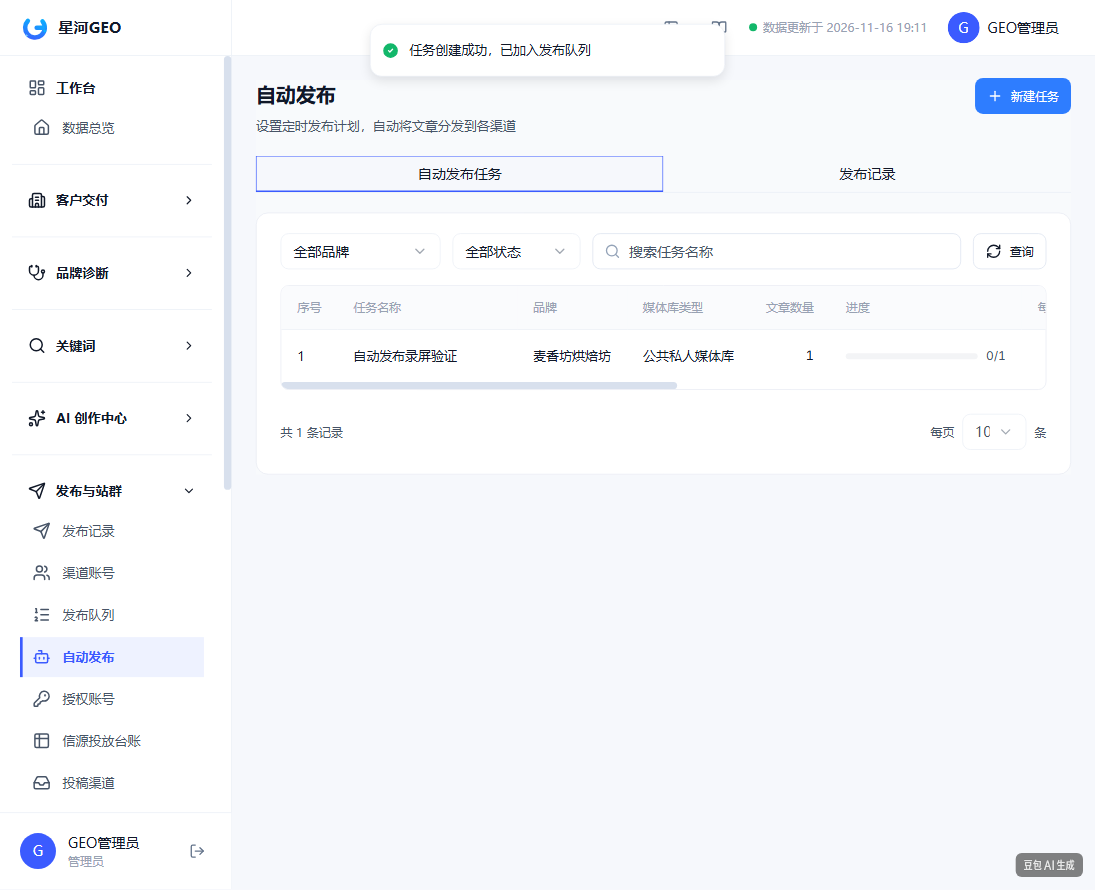 星河GEO
数据更新于 2026-11-16 19:11
G
GEO管理员
任务创建成功，已加入发布队列
工作台
数据总览
客户交付
品牌诊断
关键词
AI 创作中心
发布与站群
发布记录
渠道账号
发布队列
自动发布
授权账号
信源投放台账
投稿渠道
G
GEO管理员
管理员
自动发布
设置定时发布计划，自动将文章分发到各渠道
新建任务
自动发布任务 发布记录
全部品牌 全部状态 搜索任务名称 查询
序号 任务名称 品牌 媒体库类型 文章数量 进度
1 自动发布录屏验证 麦香坊烘焙坊 公共私人媒体库 1 0/1
共 1 条记录 每页 10 条
豆包 AI 生成